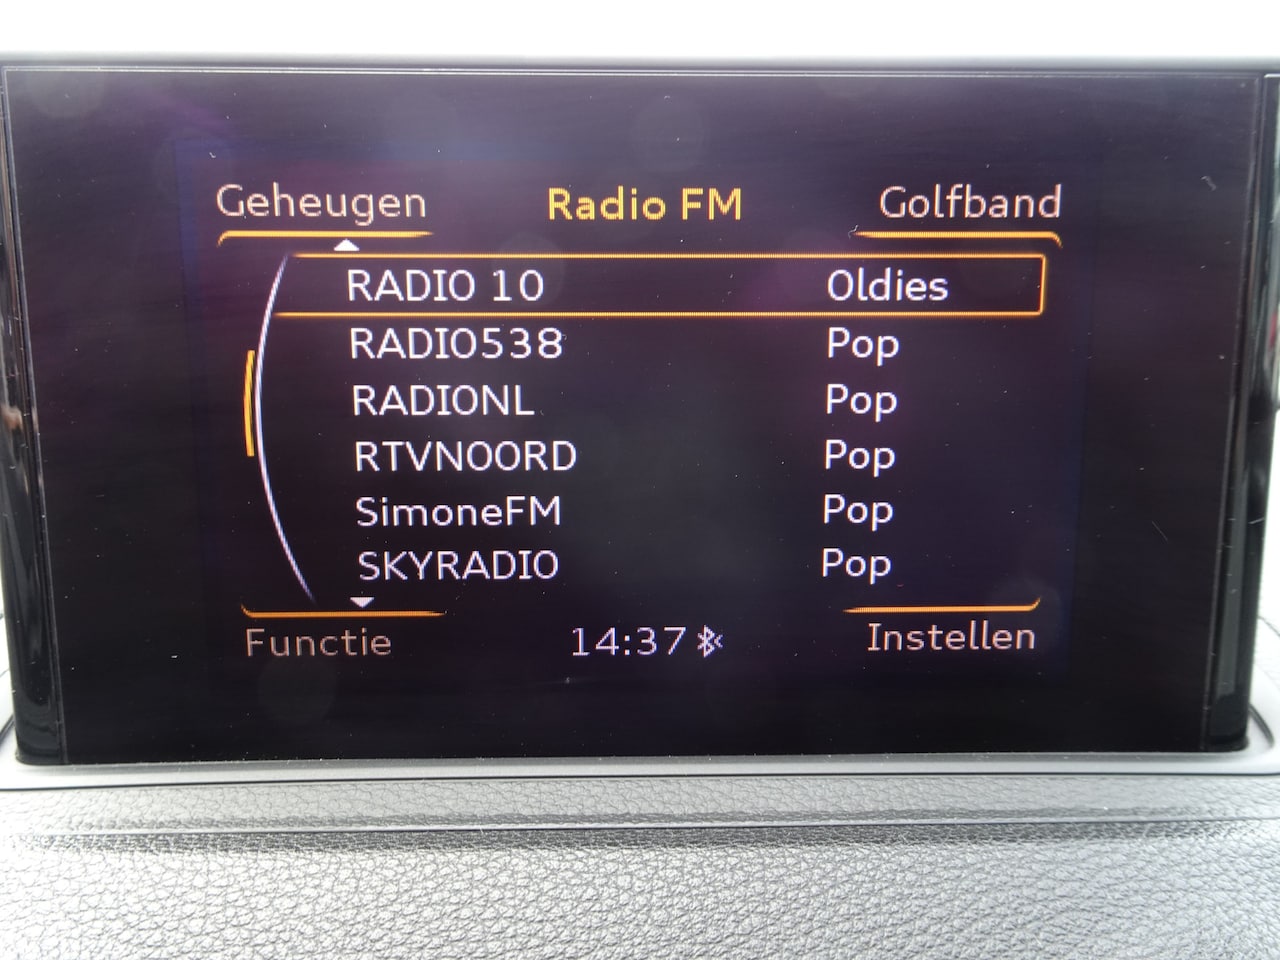 Geheugen Radio FM Golfband
RADIO 10 Oldies
RADIO538 Pop
RADIONL Pop
RTVNOORD Pop
SimoneFM Pop
SKYRADIO Pop
Functie 14:37 Instellen